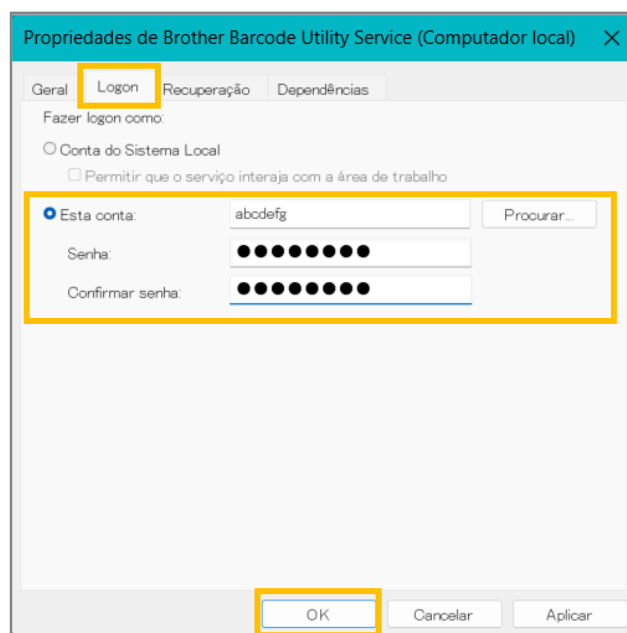 Propriedades de Brother Barcode Utility Service (Computador local)
Geral Logon Recuperação Dependências
Fazer logon como:
Conta do Sistema Local
Permitir que o serviço interaja com a área de trabalho
Esta conta: abcdefg Procurar...
Senha: ●●●●●●●●
Confirmar senha: ●●●●●●●●
OK Cancelar Aplicar